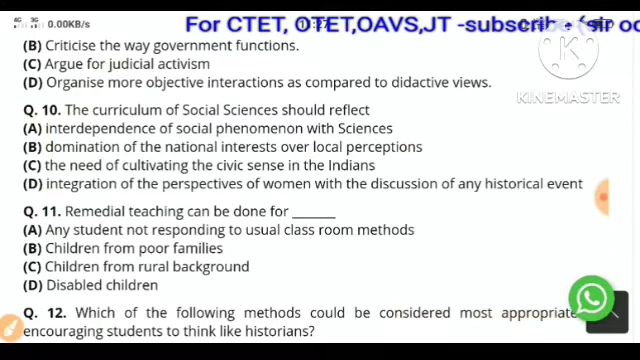 4G 3G 0.00KB/s For CTET, OTET,OAVS,JT -subscribe (sir
(B) Criticise the way government functions.
(C) Argue for judicial activism
(D) Organise more objective interactions as compared to didactive views.
K
KINEMASTER
Q. 10. The curriculum of Social Sciences should reflect
(A) interdependence of social phenomenon with Sciences
(B) domination of the national interests over local perceptions
(C) the need of cultivating the civic sense in the Indians
(D) integration of the perspectives of women with the discussion of any historical event
Q. 11. Remedial teaching can be done for _______
(A) Any student not responding to usual class room methods
(B) Children from poor families
(C) Children from rural background
(D) Disabled children
Q. 12. Which of the following methods could be considered most appropriate
encouraging students to think like historians?